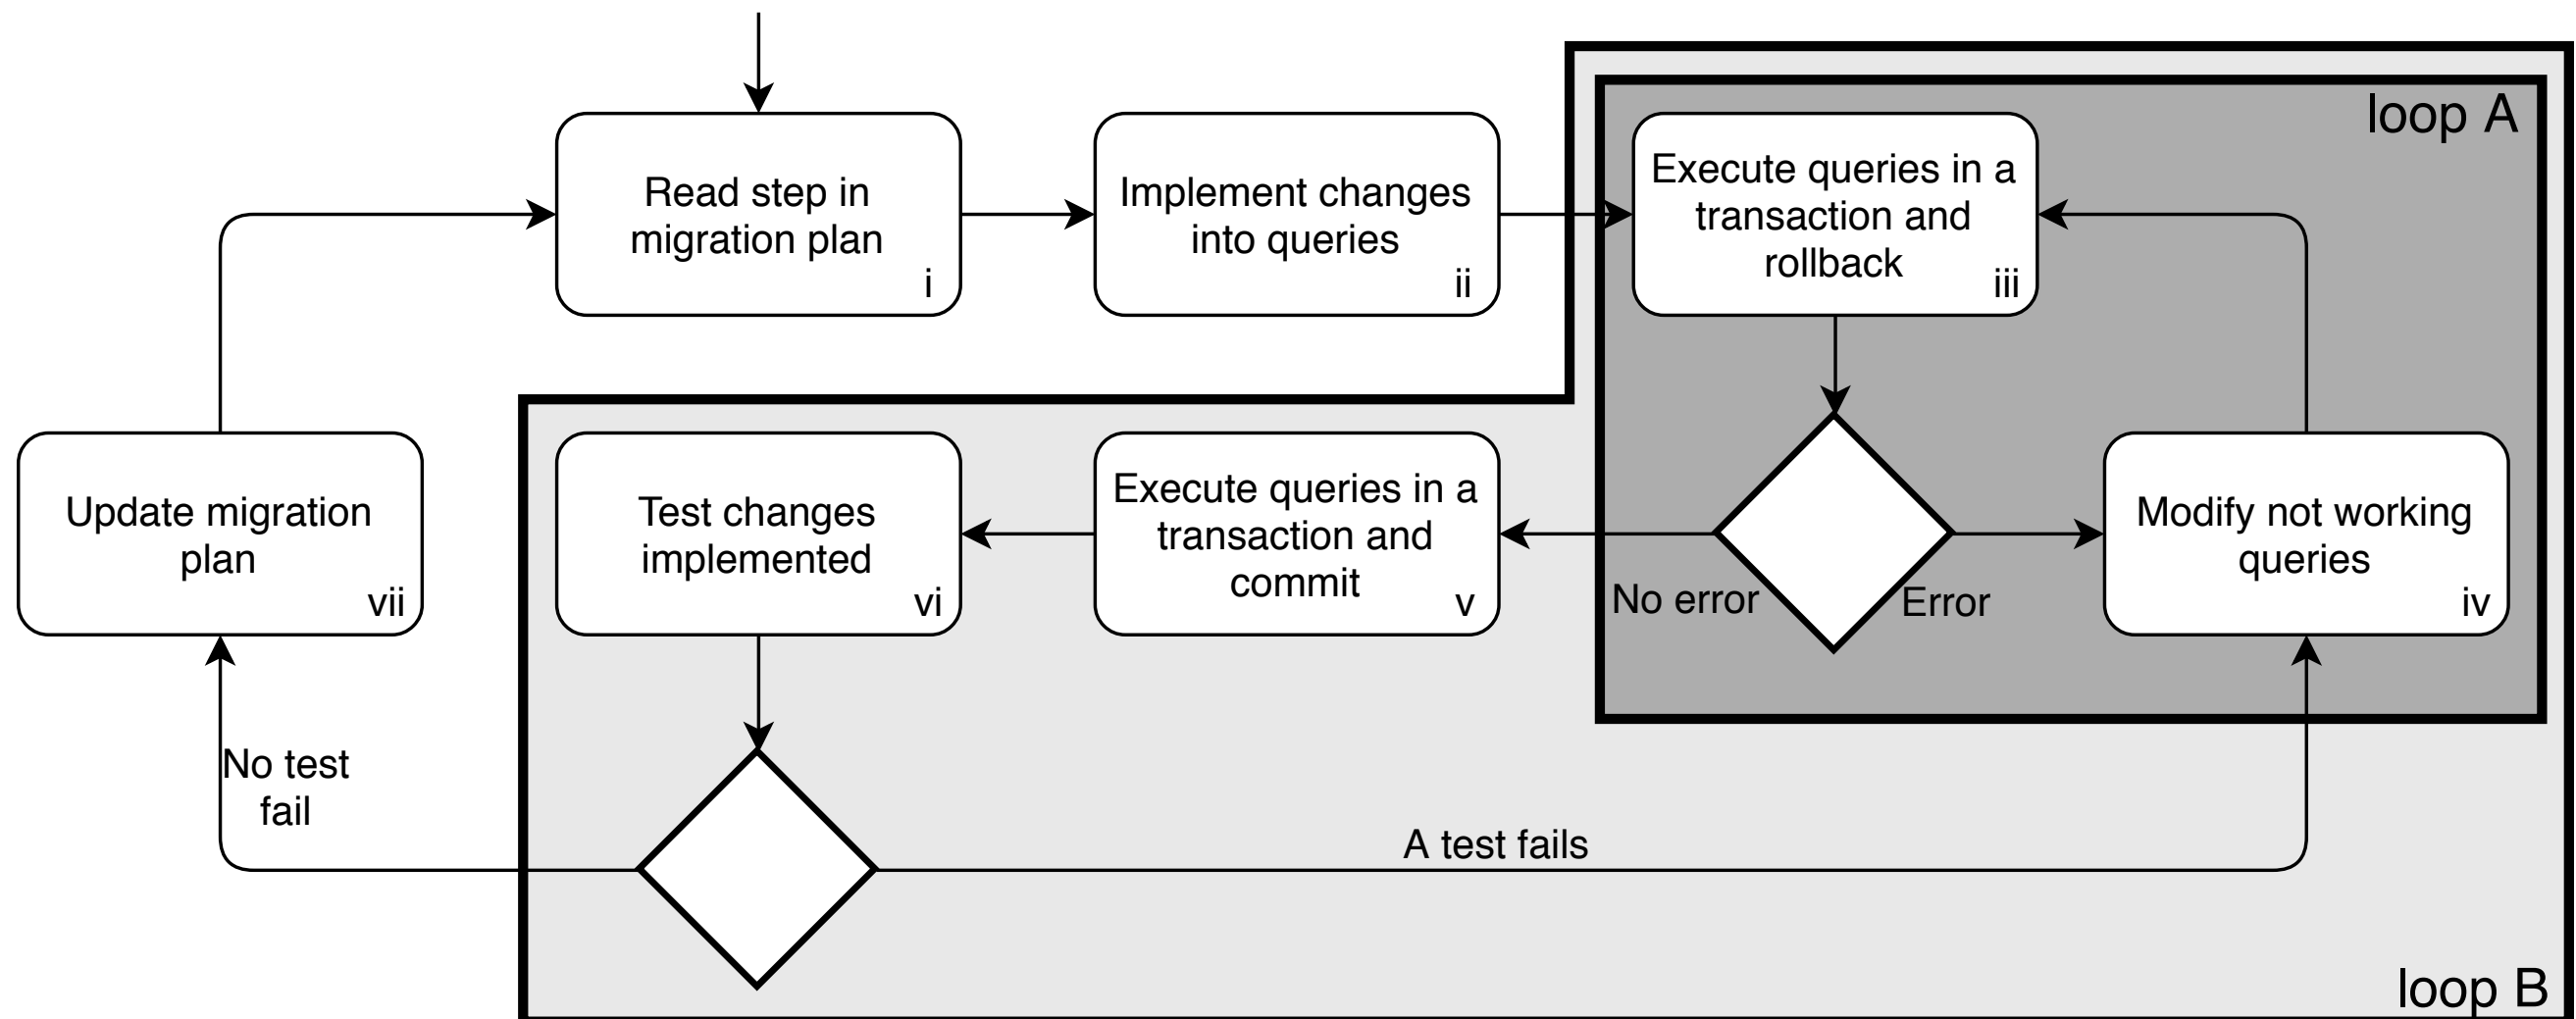 loop A
Read step in
migration plan
i
Implement changes
into queries
ii
Execute queries in a
transaction and
rollback
iii
Update migration
plan
vii
Test changes
implemented
vi
Execute queries in a
transaction and
commit
v
No error
Error
Modify not working
queries
iv
No test
fail
A test fails
loop B